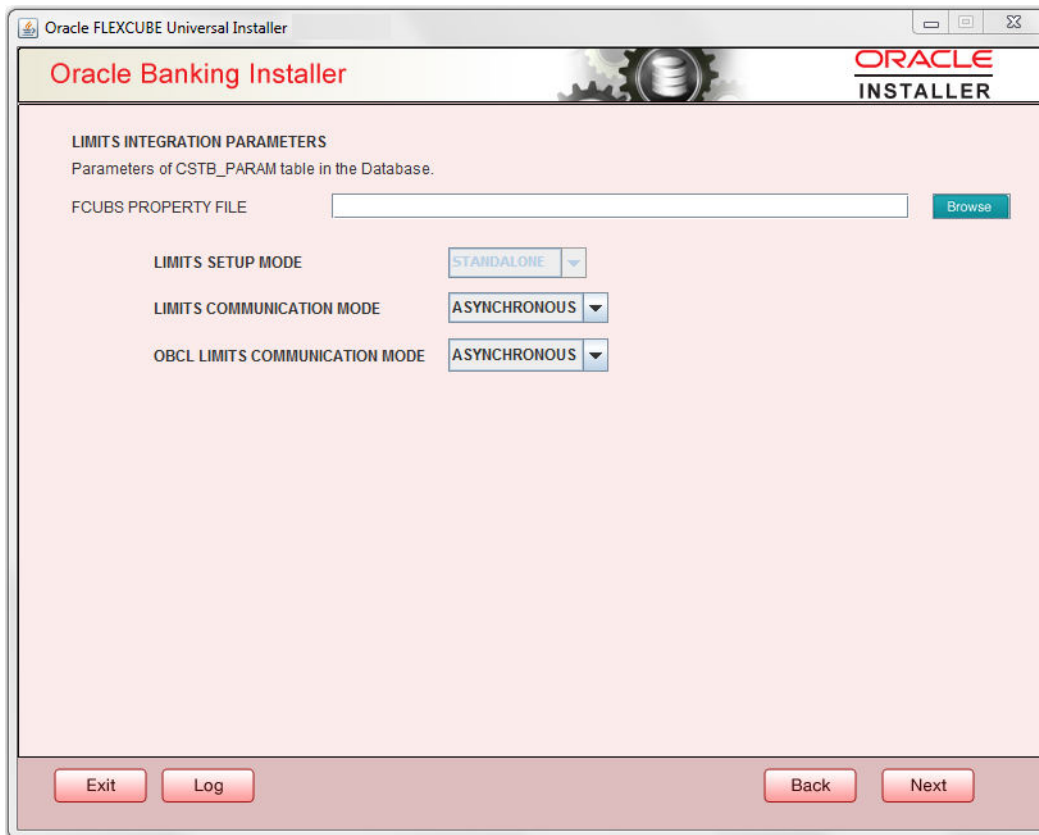 Oracle FLEXCUBE Universal Installer
Oracle Banking Installer
ORACLE
INSTALLER
LIMITS INTEGRATION PARAMETERS
Parameters of CSTB_PARAM table in the Database.
FCUBS PROPERTY FILE
Browse
LIMITS SETUP MODE STANDALONE
LIMITS COMMUNICATION MODE ASYNCHRONOUS
OBCL LIMITS COMMUNICATION MODE ASYNCHRONOUS
Exit Log Back Next